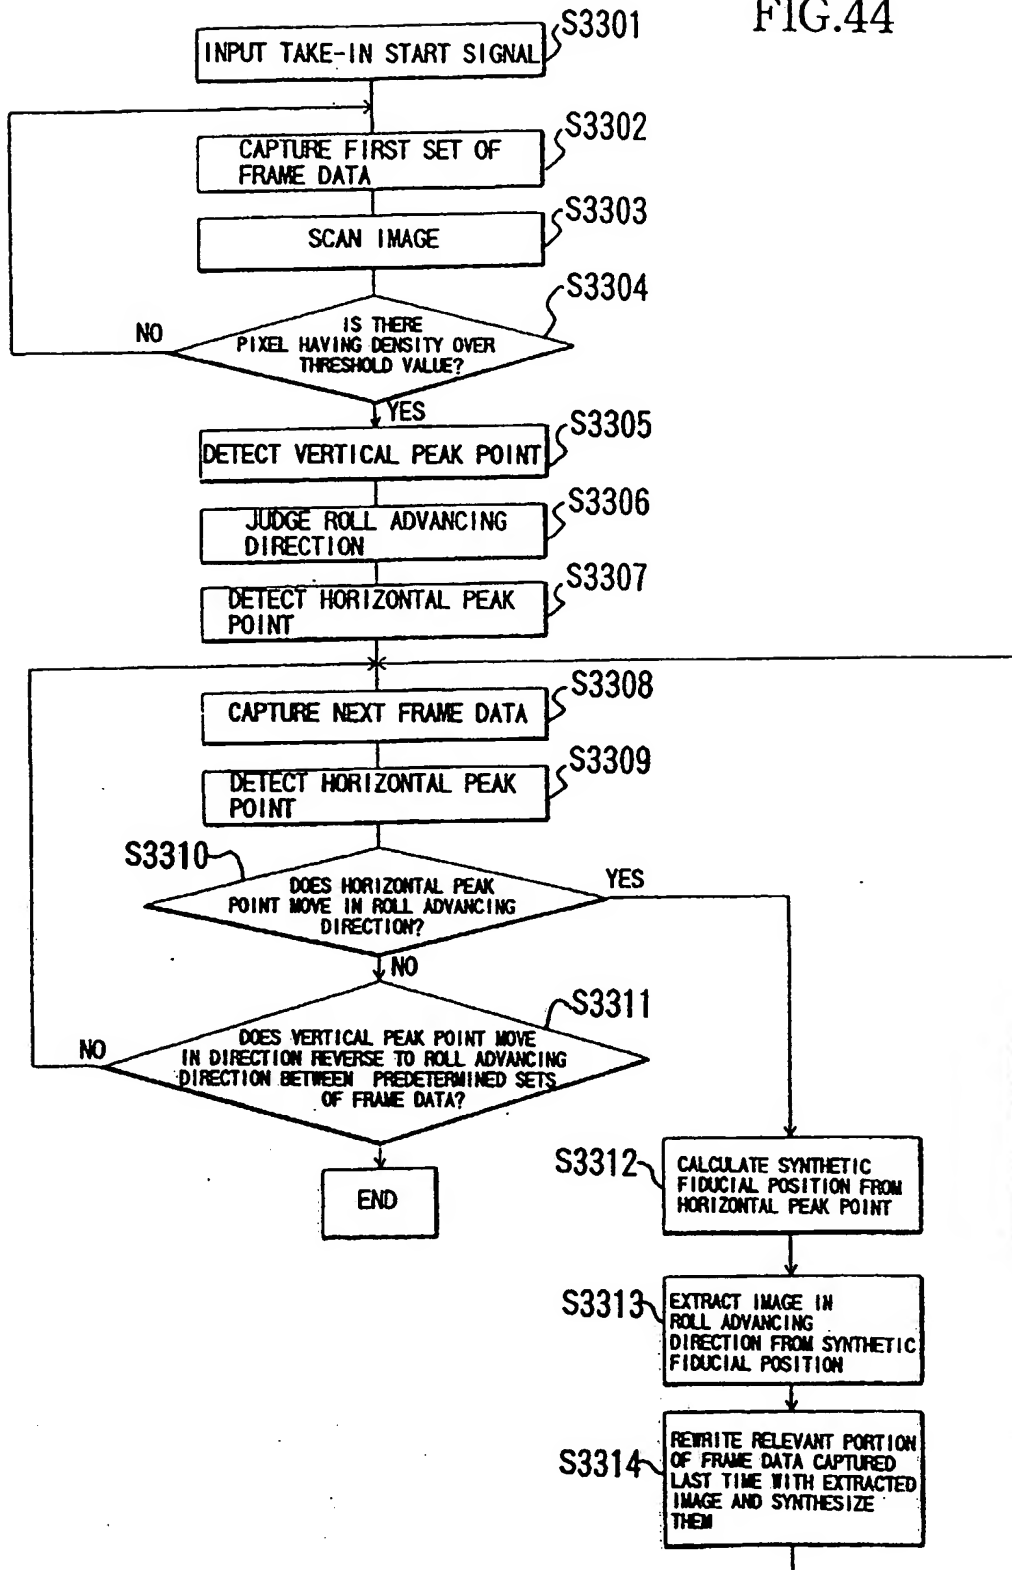 FIG.44
S3301
INPUT TAKE-IN START SIGNAL
S3302
CAPTURE FIRST SET OF
FRAME DATA
S3303
SCAN IMAGE
S3304
IS THERE
PIXEL HAVING DENSITY OVER
THRESHOLD VALUE?
NO
YES
S3305
DETECT VERTICAL PEAK POINT
S3306
JUDGE ROLL ADVANCING
DIRECTION
S3307
DETECT HORIZONTAL PEAK
POINT
S3308
CAPTURE NEXT FRAME DATA
S3309
DETECT HORIZONTAL PEAK
POINT
S3310
DOES HORIZONTAL PEAK
POINT MOVE IN ROLL ADVANCING
DIRECTION?
YES
NO
S3311
DOES VERTICAL PEAK POINT MOVE
IN DIRECTION REVERSE TO ROLL ADVANCING
DIRECTION BETWEEN PREDETERMINED SETS
OF FRAME DATA?
NO
END
S3312
CALCULATE SYNTHETIC
FIDUCIAL POSITION FROM
HORIZONTAL PEAK POINT
S3313
EXTRACT IMAGE IN
ROLL ADVANCING
DIRECTION FROM SYNTHETIC
FIDUCIAL POSITION
S3314
REWRITE RELEVANT PORTION
OF FRAME DATA CAPTURED
LAST TIME WITH EXTRACTED
IMAGE AND SYNTHESIZE
THEM